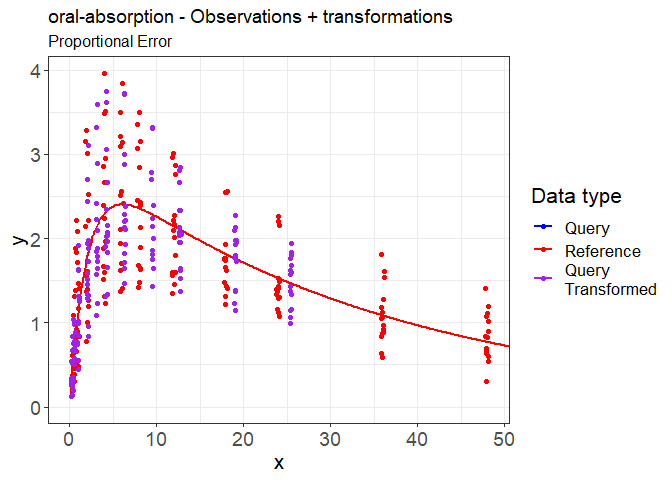 oral-absorption - Observations + transformations
Proportional Error
4
3
2
1
0
y
0 10 20 30 40 50
x
Data type
Query
Reference
Query
Transformed